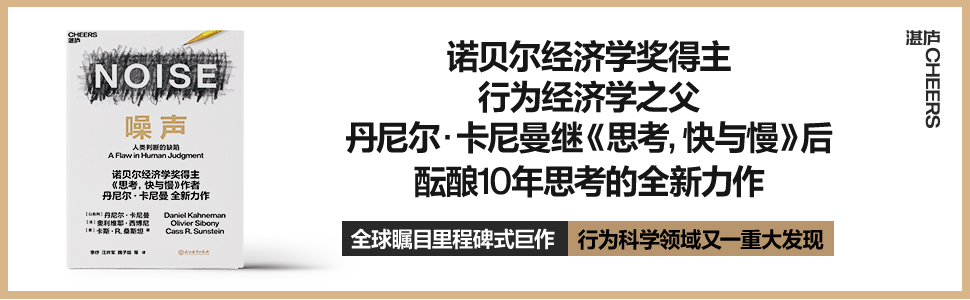 CHEERS
湛庐
NOISE
噪声
人类判断的缺陷
A Flaw in Human Judgment
诺贝尔经济学奖得主
《思考,快与慢》作者
丹尼尔·卡尼曼 全新力作
[以色列] 丹尼尔·卡尼曼 Daniel Kahneman
[法] 奥利维耶·西博尼 Olivier Sibony
[美] 卡斯·R.桑斯坦 著 Cass R. Sunstein
李纾 汪祚军 魏子晗 等 译
诺贝尔经济学奖得主
行为经济学之父
丹尼尔·卡尼曼继《思考,快与慢》后
酝酿10年思考的全新力作
全球瞩目里程碑式巨作
行为科学领域又一重大发现
湛庐 CHEERS